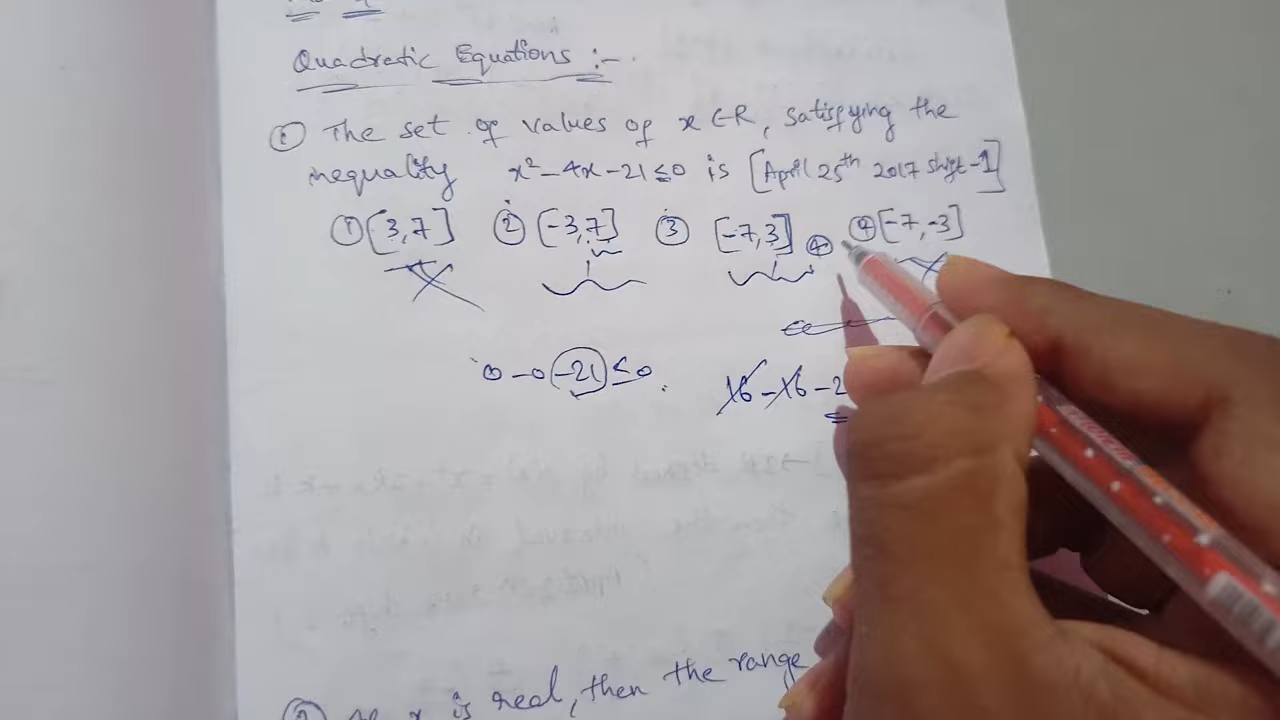 Quadratic Equations :-
① The set of values of x ∈ R, satisfying the
inequality x² - 4x - 21 ≤ 0 is [April 25th 2017 shift-1]
① [3, 7] ② [-3, 7] ③ [-7, 3] ④ ④ [-7, -3]
0 - 0 -21 ≤ 0.
16 - 16 - 2
x is real, then the range